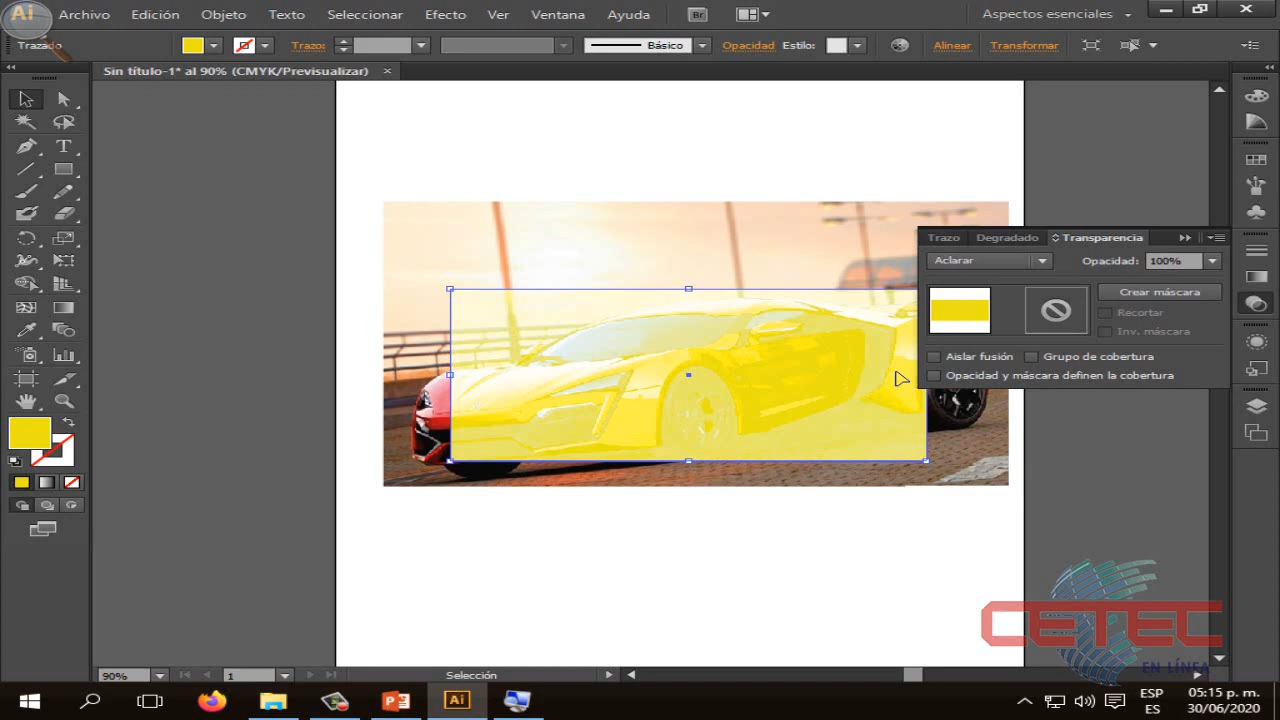 Ai Archivo Edición Objeto Texto Seleccionar Efecto Ver Ventana Ayuda Br Aspectos esenciales
Trazado Trazo: Básico Opacidad Estilo: Alinear Transformar
Sin título-1* al 90% (CMYK/Previsualizar)
Trazo Degradado Transparencia
Aclarar Opacidad: 100%
Crear máscara
Recortar
Inv. máscara
Aislar fusión Grupo de cobertura
Opacidad y máscara definen la cobertura
CETEC
EN LÍNEA
90% 1 Selección
Ai
ESP
ES
05:15 p. m.
30/06/2020